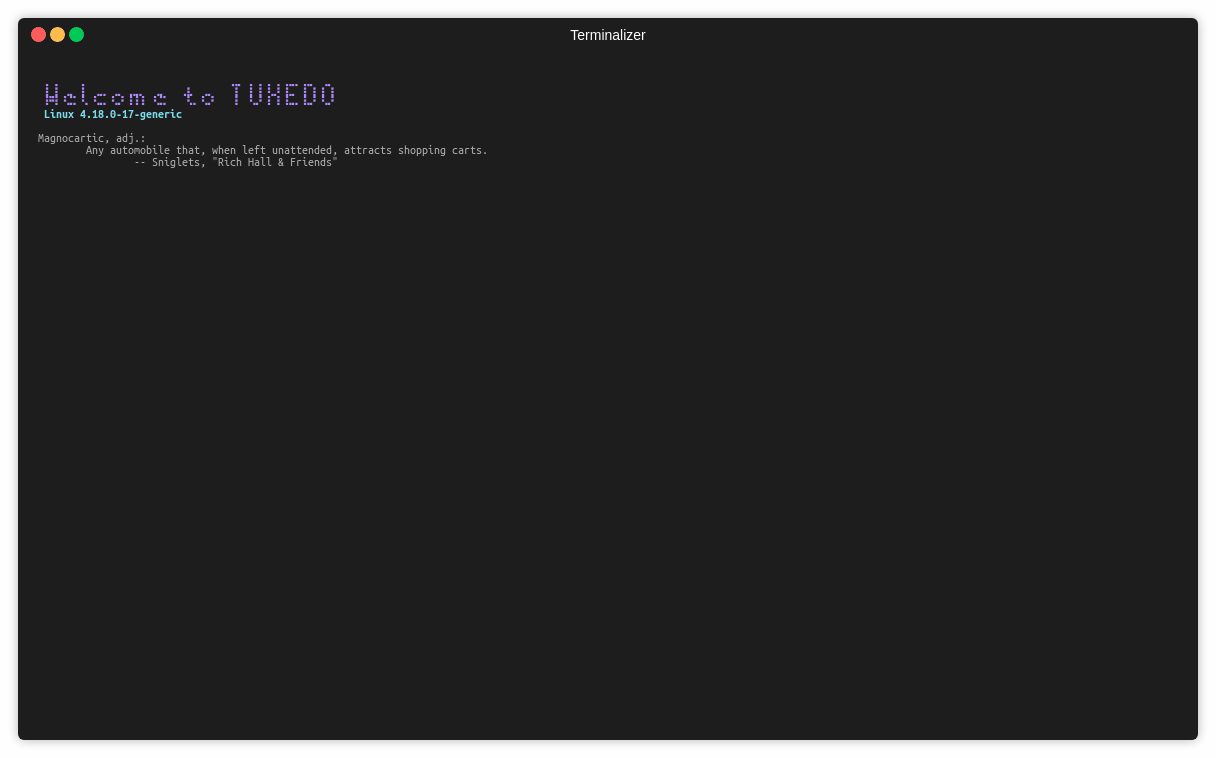 Terminalizer
Welcome to TUXEDO
Linux 4.18.0-17-generic
Magnocartic, adj.:
Any automobile that, when left unattended, attracts shopping carts.
-- Sniglets, "Rich Hall & Friends"